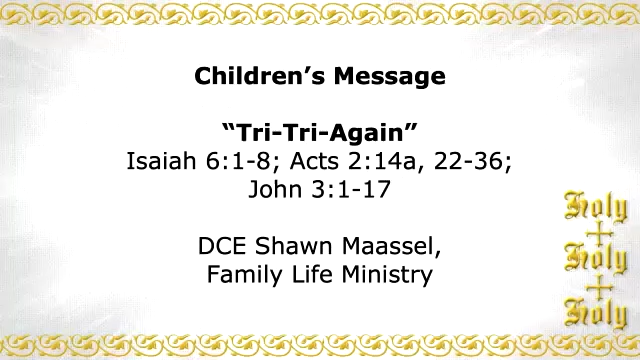 Children’s Message
“Tri-Tri-Again”
Isaiah 6:1-8; Acts 2:14a, 22-36;
John 3:1-17
DCE Shawn Maassel,
Family Life Ministry
Holy
Holy
Holy